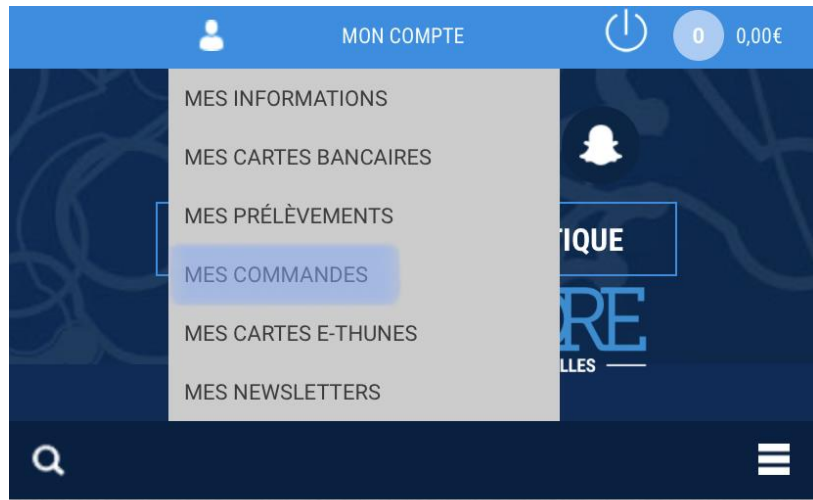 MON COMPTE
0
0,00€
MES INFORMATIONS
MES CARTES BANCAIRES
MES PRÉLÈVEMENTS
TIQUE
MES COMMANDES
MES CARTES E-THUNES
ORE
LLES
MES NEWSLETTERS